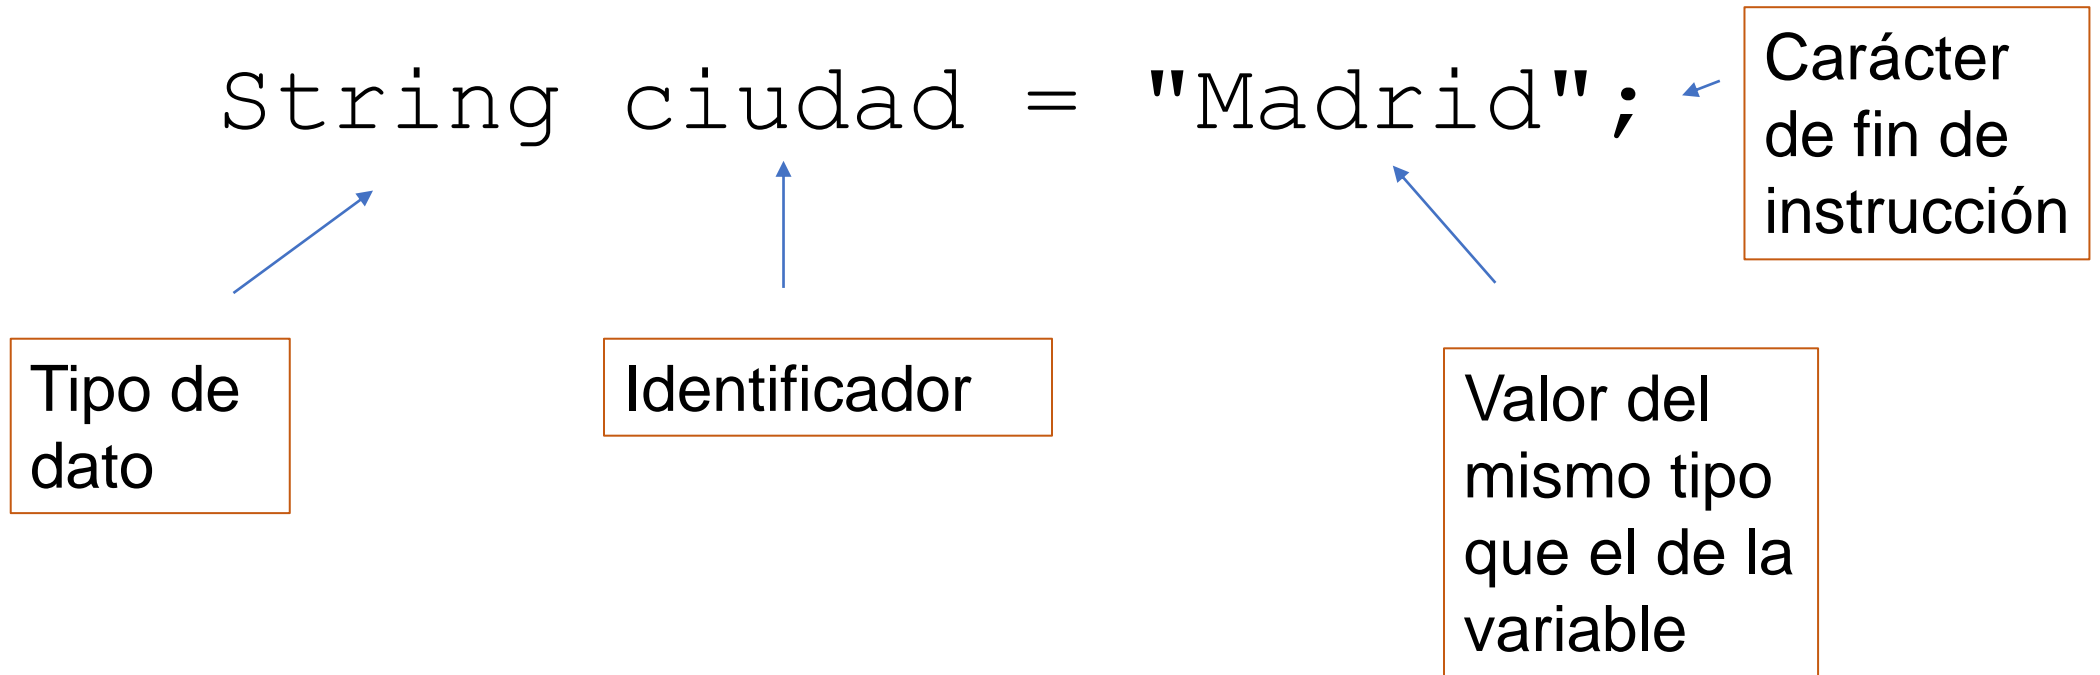 String ciudad = "Madrid";
Carácter
de fin de
instrucción
Tipo de
dato
Identificador
Valor del
mismo tipo
que el de la
variable